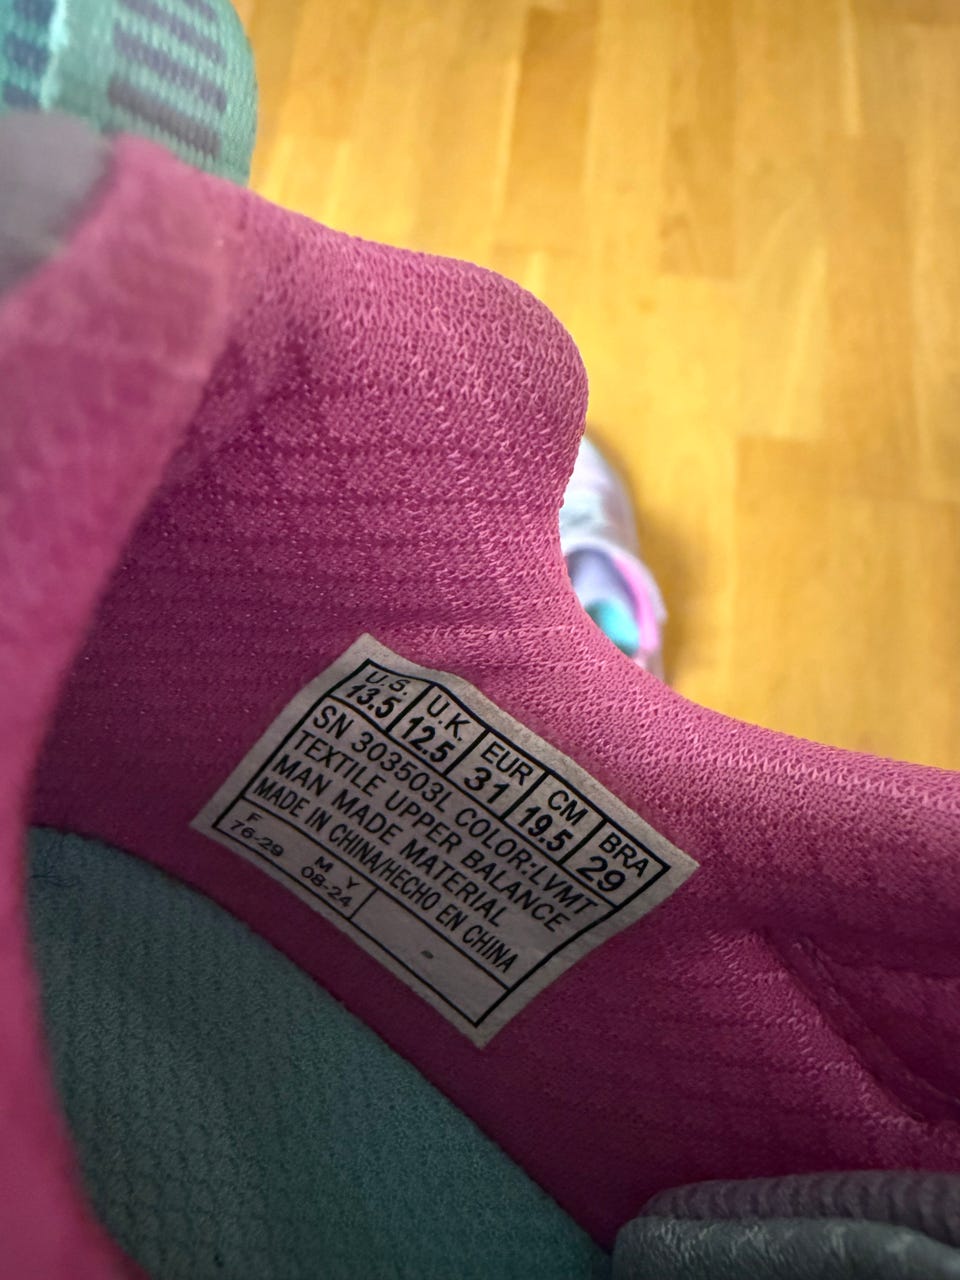 U.S. U.K. EUR CM BRA
13.5 12.5 31 19.5 29
SN 303503L COLOR:LVMT
TEXTILE UPPER BALANCE
MAN MADE MATERIAL
MADE IN CHINA/HECHO EN CHINA
F M Y
76-29 08-24 -